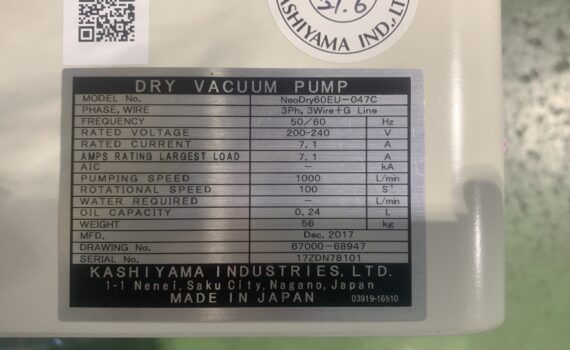 31.6
KASHIYAMA IND., LT
DRY VACUUM PUMP
MODEL No. NeoDry60EU-047C
PHASE, WIRE 3Ph, 3Wire+G Line
FREQUENCY 50/60 Hz
RATED VOLTAGE 200-240 V
RATED CURRENT 7.1 A
AMPS RATING LARGEST LOAD 7.1 A
AIC — kA
PUMPING SPEED 1000 L/min
ROTATIONAL SPEED 100 S⁻¹
WATER REQUIRED — L/min
OIL CAPACITY 0.24 L
WEIGHT 56 kg
MFD. Dec. 2017
DRAWING No. 67000-68947
SERIAL No. 17ZDN78101
KASHIYAMA INDUSTRIES, LTD.
1-1 Nenei, Saku City, Nagano, Japan
MADE IN JAPAN 03919-16510